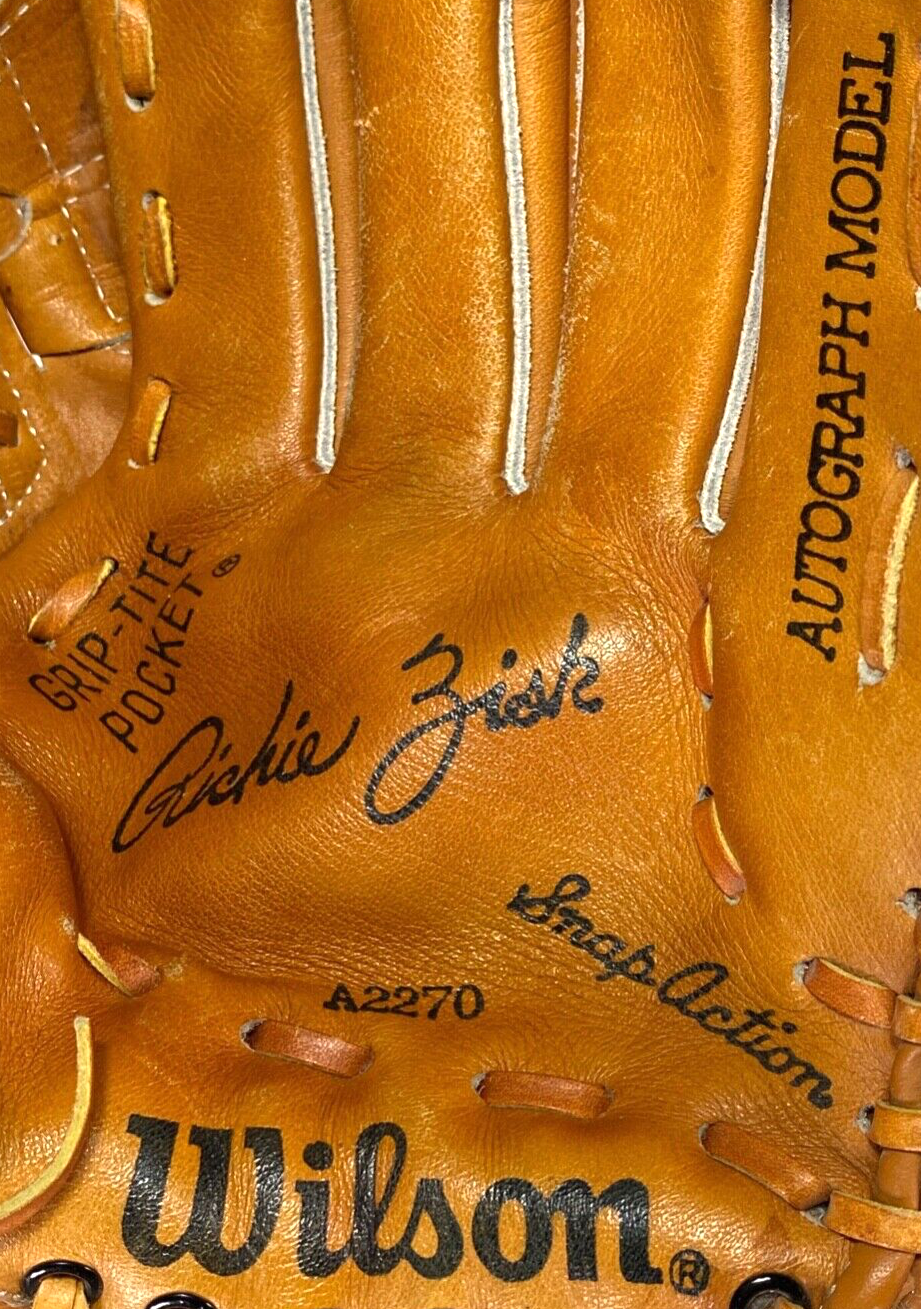 AUTOGRAPH MODEL
GRIP-TITE
POCKET®
Richie Zisk
Snap Action
A2270
Wilson®